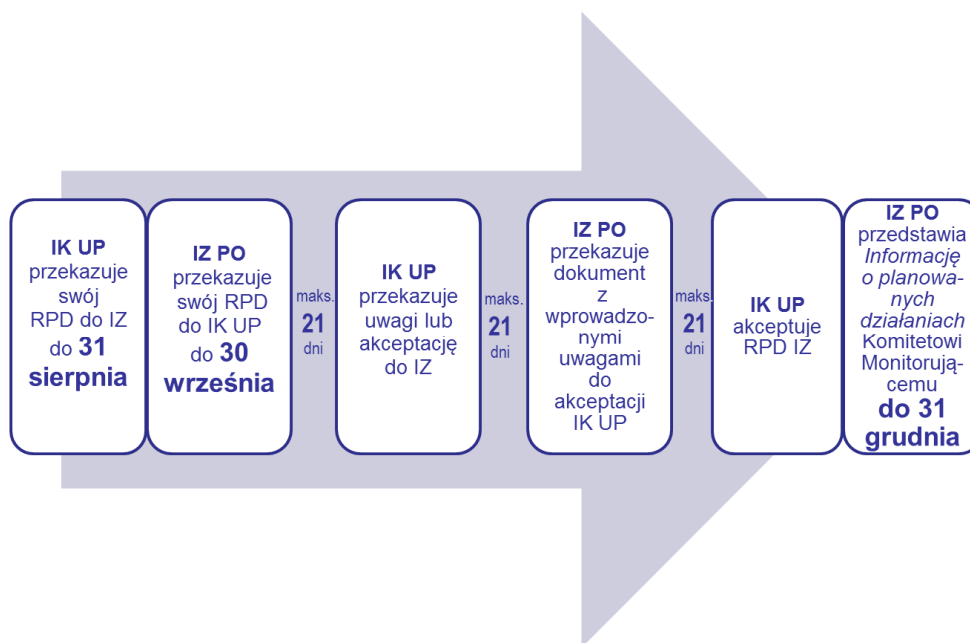 IK UP
przekazuje
swój
RPD do IZ
do 31
sierpnia
IZ PO
przekazuje
swój RPD
do IK UP
do 30
września
maks.
21
dni
IK UP
przekazuje
uwagi lub
akceptację
do IZ
maks.
21
dni
IZ PO
przekazuje
dokument
z
wprowadzo-
nymi
uwagami
do
akceptacji
IK UP
maks.
21
dni
IK UP
akceptuje
RPD IZ
IZ PO
przedstawia
Informację
o planowa-
nych
działaniach
Komitetowi
Monitorują-
cemu
do 31
grudnia